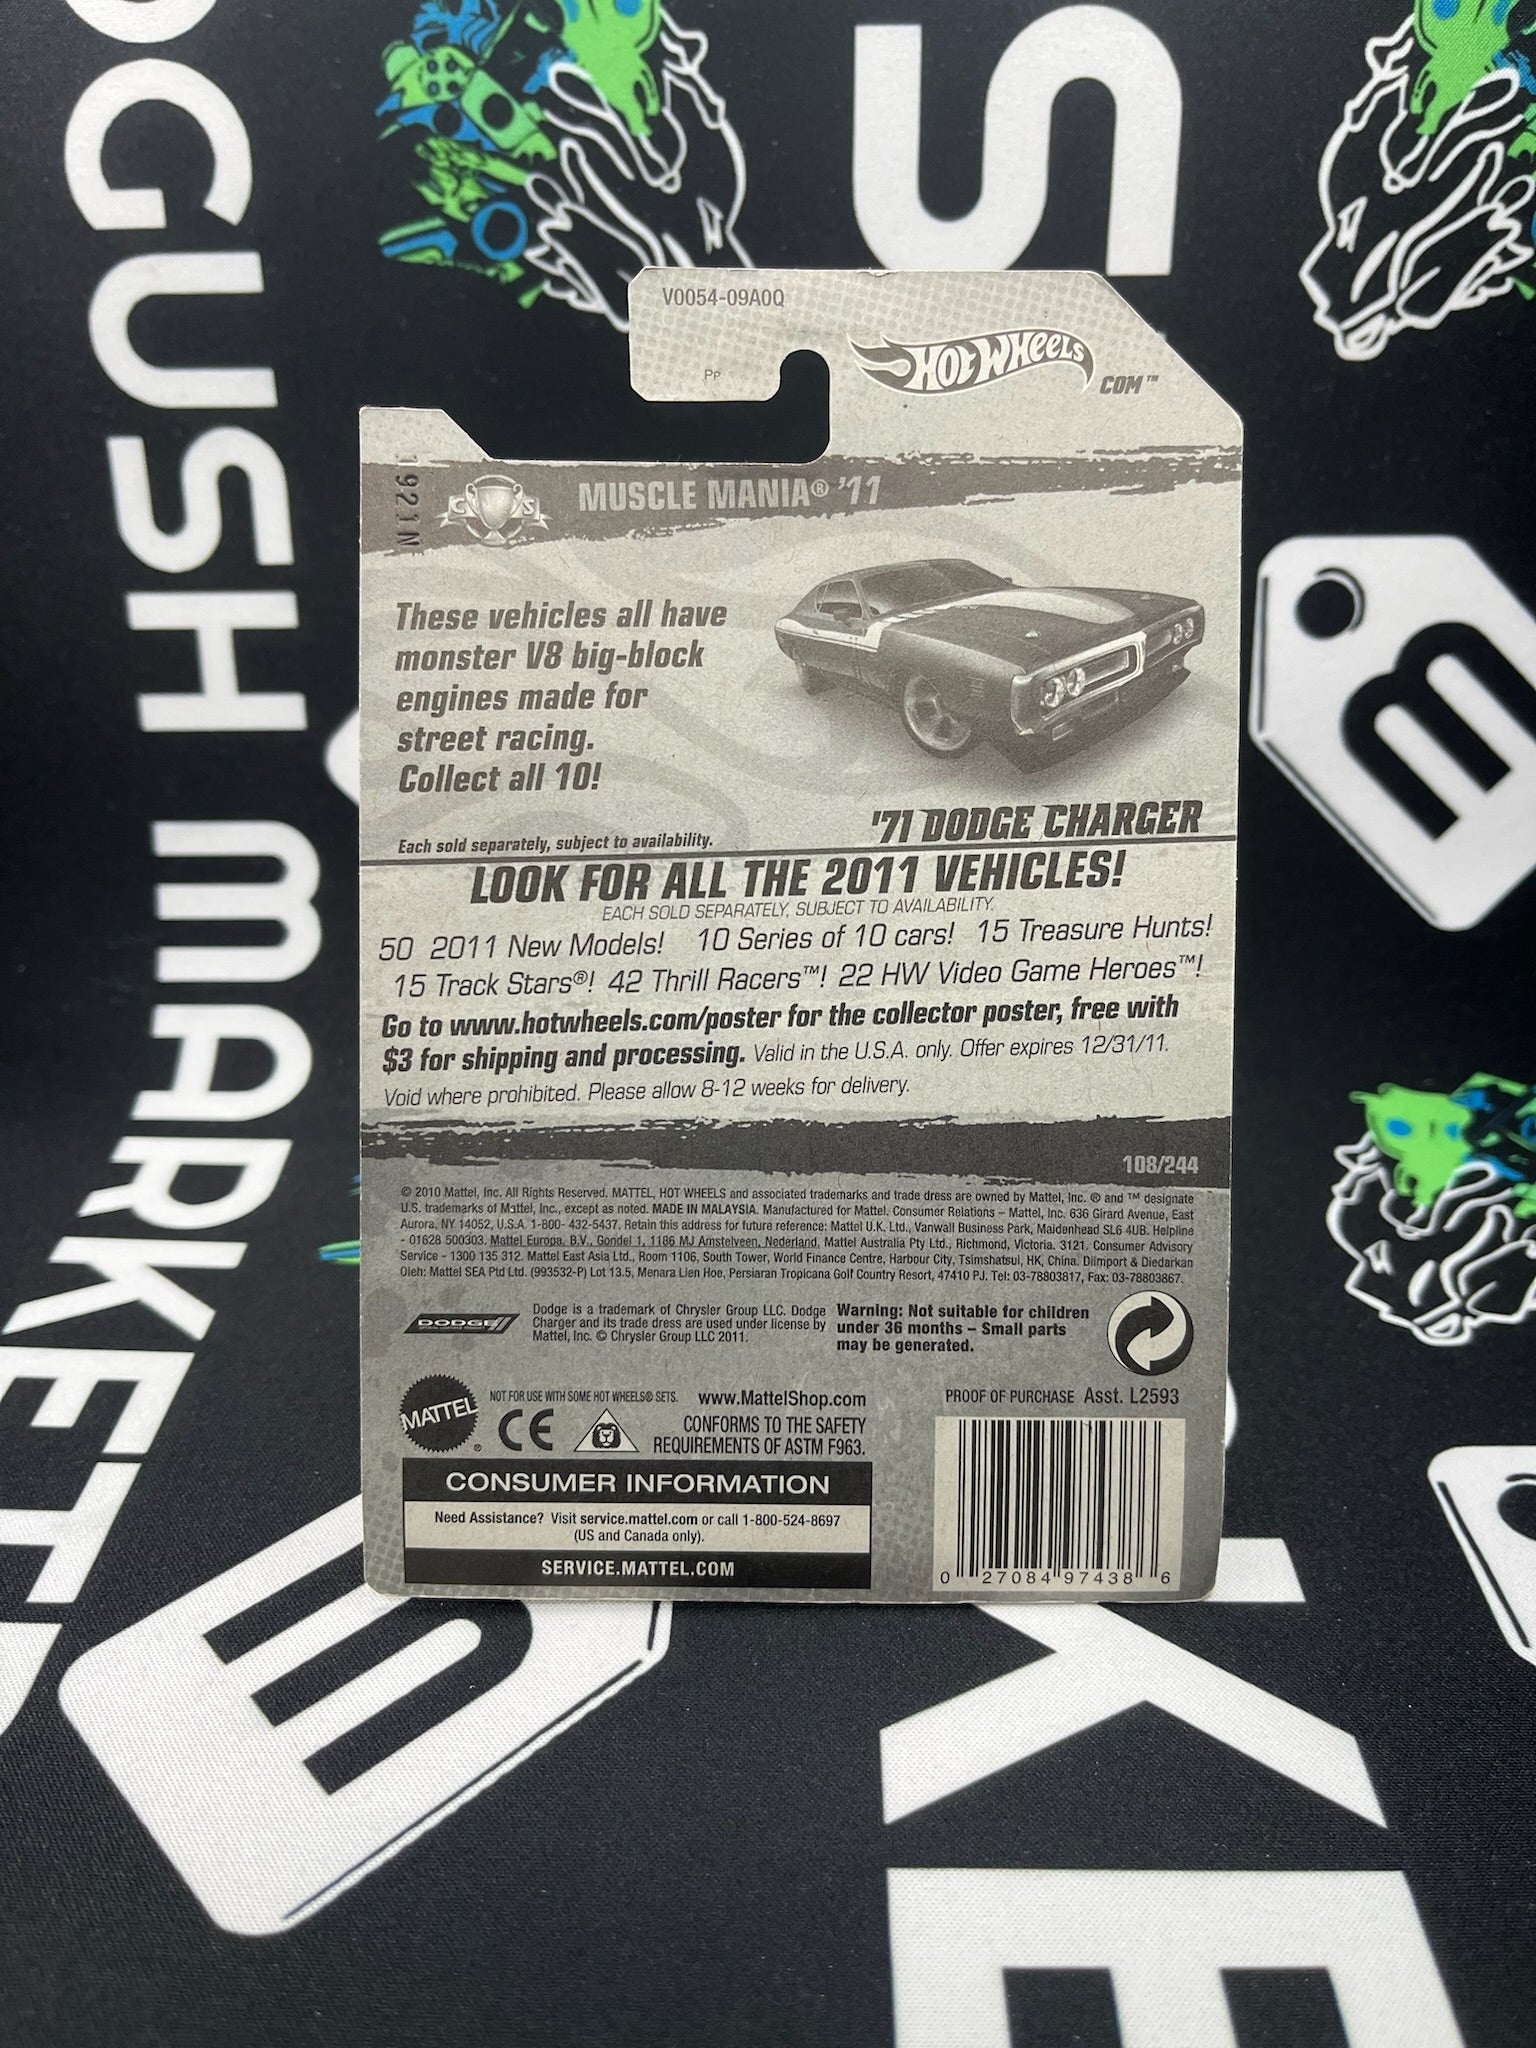 V0054-09A0Q
Pp
HOT WHEELS
COM™
1921N
CS
MUSCLE MANIA® '11
These vehicles all have
monster V8 big-block
engines made for
street racing.
Collect all 10!
'71 DODGE CHARGER
Each sold separately, subject to availability.
LOOK FOR ALL THE 2011 VEHICLES!
EACH SOLD SEPARATELY, SUBJECT TO AVAILABILITY.
50 2011 New Models! 10 Series of 10 cars! 15 Treasure Hunts!
15 Track Stars®! 42 Thrill Racers™! 22 HW Video Game Heroes™!
Go to www.hotwheels.com/poster for the collector poster, free with
$3 for shipping and processing. Valid in the U.S.A. only. Offer expires 12/31/11.
Void where prohibited. Please allow 8-12 weeks for delivery.
108/244
© 2010 Mattel, Inc. All Rights Reserved. MATTEL, HOT WHEELS and associated trademarks and trade dress are owned by Mattel, Inc. ® and ™ designate
U.S. trademarks of Mattel, Inc., except as noted. MADE IN MALAYSIA. Manufactured for Mattel. Consumer Relations – Mattel, Inc. 636 Girard Avenue, East
Aurora, NY 14052, U.S.A. 1-800- 432-5437. Retain this address for future reference: Mattel U.K. Ltd., Vanwall Business Park, Maidenhead SL6 4UB. Helpline
- 01628 500303. Mattel Europa. B.V., Gondel 1, 1186 MJ Amstelveen, Nederland. Mattel Australia Pty Ltd., Richmond, Victoria. 3121. Consumer Advisory
Service - 1300 135 312. Mattel East Asia Ltd., Room 1106, South Tower, World Finance Centre, Harbour City, Tsimshatsui, HK, China. Diimport & Diedarkan
Oleh: Mattel SEA Ptd Ltd. (993532-P) Lot 13.5, Menara Lien Hoe, Persiaran Tropicana Golf Country Resort, 47410 PJ. Tel: 03-78803817, Fax: 03-78803867.
DODGE
Dodge is a trademark of Chrysler Group LLC. Dodge
Charger and its trade dress are used under license by
Mattel, Inc. © Chrysler Group LLC 2011.
Warning: Not suitable for children
under 36 months – Small parts
may be generated.
MATTEL®
NOT FOR USE WITH SOME HOT WHEELS® SETS. www.MattelShop.com
CE
CONFORMS TO THE SAFETY
REQUIREMENTS OF ASTM F963.
PROOF OF PURCHASE Asst. L2593
CONSUMER INFORMATION
Need Assistance? Visit service.mattel.com or call 1-800-524-8697
(US and Canada only).
SERVICE.MATTEL.COM
0 27084 97438 6
OGUSH MARKET
S
KE